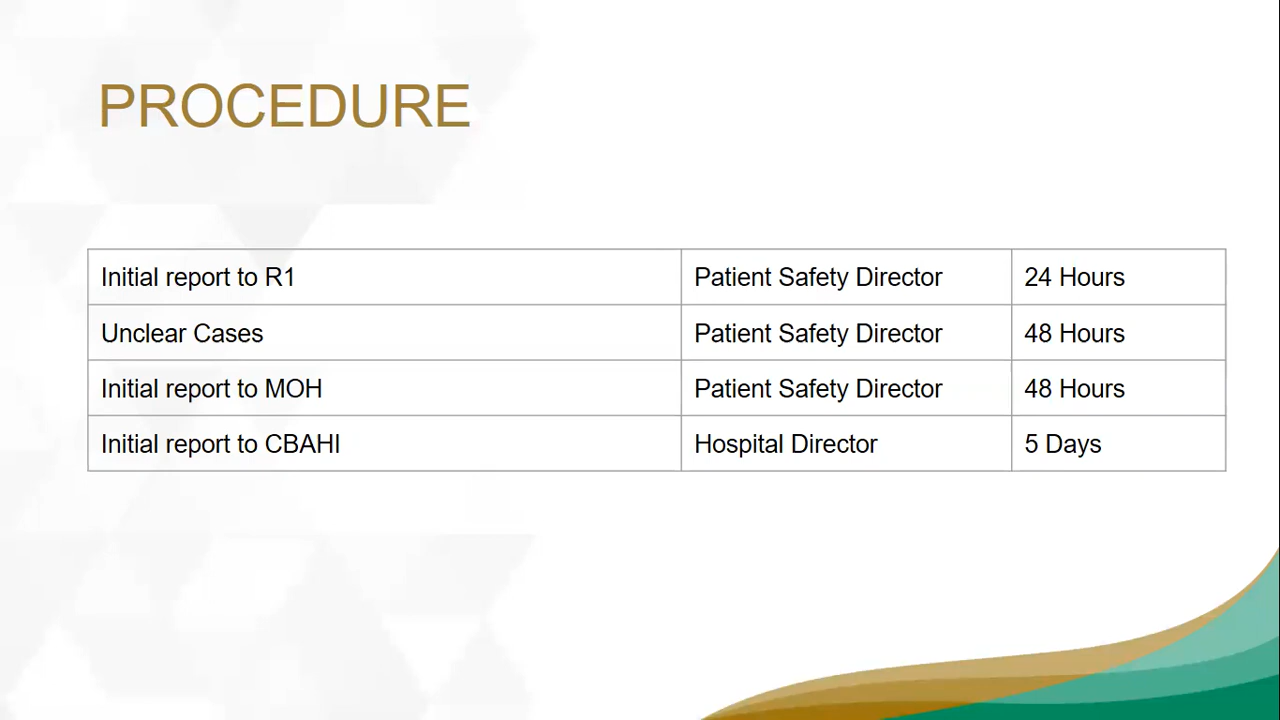 PROCEDURE
Initial report to R1 Patient Safety Director 24 Hours
Unclear Cases Patient Safety Director 48 Hours
Initial report to MOH Patient Safety Director 48 Hours
Initial report to CBAHI Hospital Director 5 Days